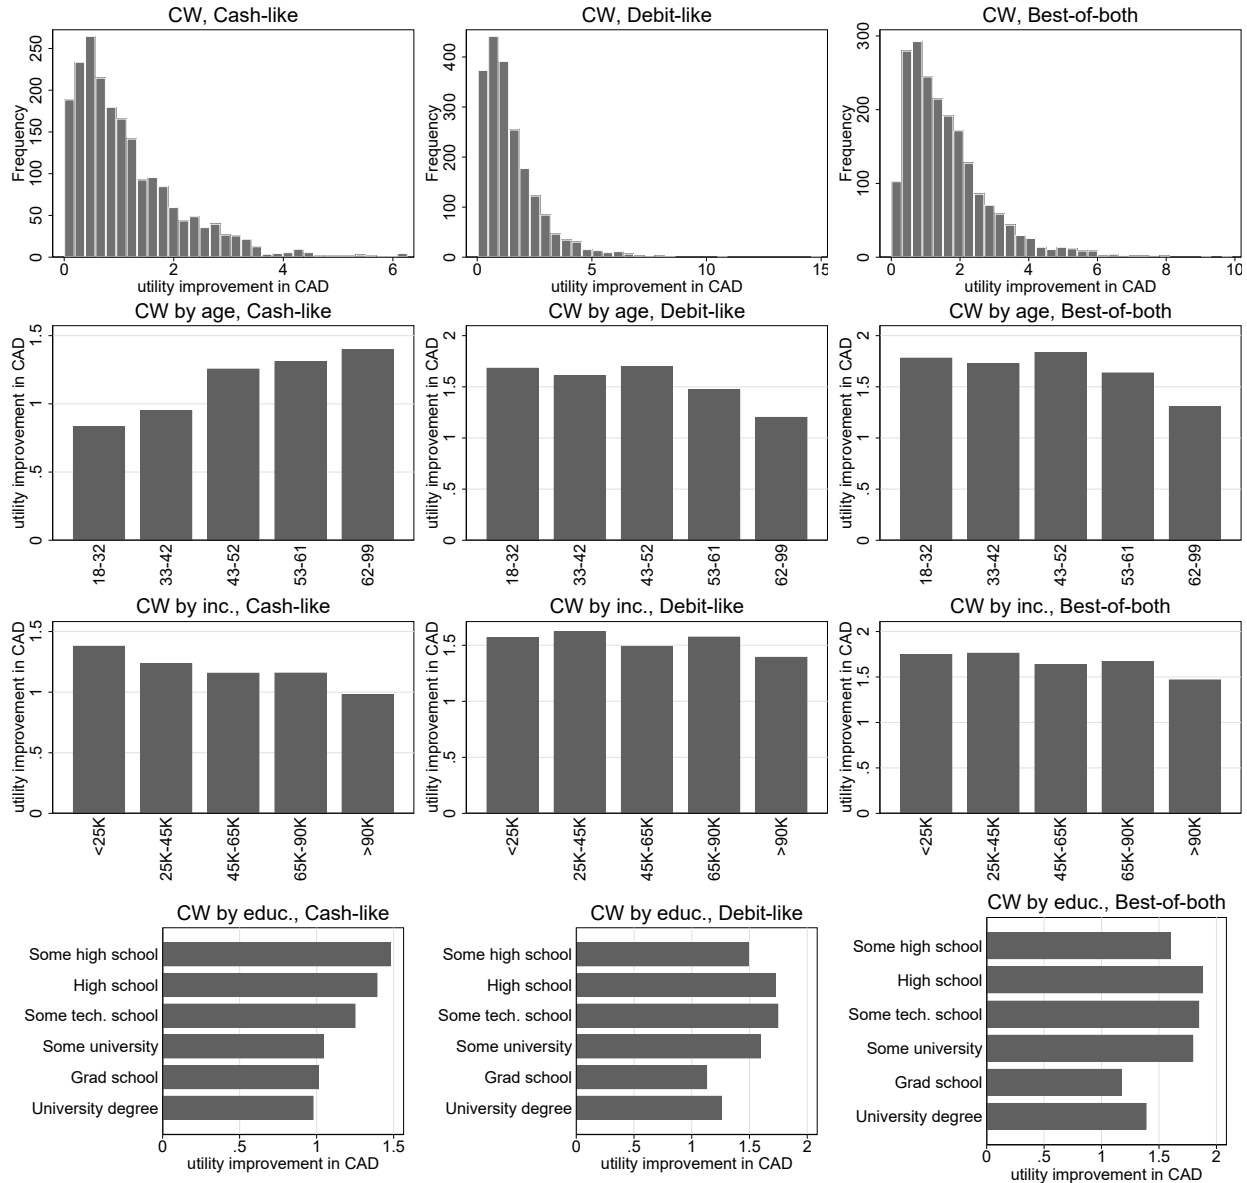 CW, Cash-like
Frequency
0 50 100 150 200 250
0 2 4 6
utility improvement in CAD
CW, Debit-like
Frequency
0 100 200 300 400
0 5 10 15
utility improvement in CAD
CW, Best-of-both
Frequency
0 100 200 300
0 2 4 6 8 10
utility improvement in CAD
CW by age, Cash-like
utility improvement in CAD
0 .5 1 1.5
18-32 33-42 43-52 53-61 62-99
CW by age, Debit-like
utility improvement in CAD
0 .5 1 1.5 2
18-32 33-42 43-52 53-61 62-99
CW by age, Best-of-both
utility improvement in CAD
0 .5 1 1.5 2
18-32 33-42 43-52 53-61 62-99
CW by inc., Cash-like
utility improvement in CAD
0 .5 1 1.5
<25K 25K-45K 45K-65K 65K-90K >90K
CW by inc., Debit-like
utility improvement in CAD
0 .5 1 1.5
<25K 25K-45K 45K-65K 65K-90K >90K
CW by inc., Best-of-both
utility improvement in CAD
0 .5 1 1.5 2
<25K 25K-45K 45K-65K 65K-90K >90K
CW by educ., Cash-like
Some high school
High school
Some tech. school
Some university
Grad school
University degree
0 .5 1 1.5
utility improvement in CAD
CW by educ., Debit-like
Some high school
High school
Some tech. school
Some university
Grad school
University degree
0 .5 1 1.5 2
utility improvement in CAD
CW by educ., Best-of-both
Some high school
High school
Some tech. school
Some university
Grad school
University degree
0 .5 1 1.5 2
utility improvement in CAD